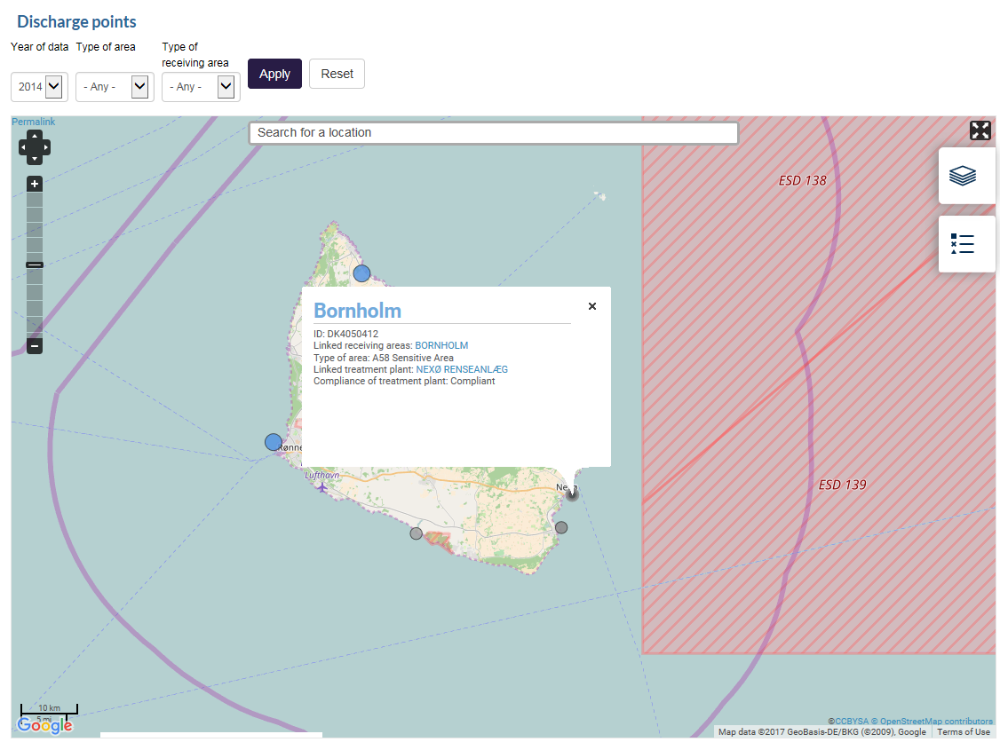 Discharge points
Year of data
Type of area
Type of
receiving area
2014
- Any -
- Any -
Apply
Reset
Permalink
Search for a location
ESD 138
Bornholm
ID: DK4050412
Linked receiving areas: BORNHOLM
Type of area: A58 Sensitive Area
Linked treatment plant: NEXØ RENSEANLÆG
Compliance of treatment plant: Compliant
Rønne
Lufthavn
ESD 139
10 km
5 mi
Google
©CCBYSA © OpenStreetMap contributors
Map data ©2017 GeoBasis-DE/BKG (©2009), Google
Terms of Use